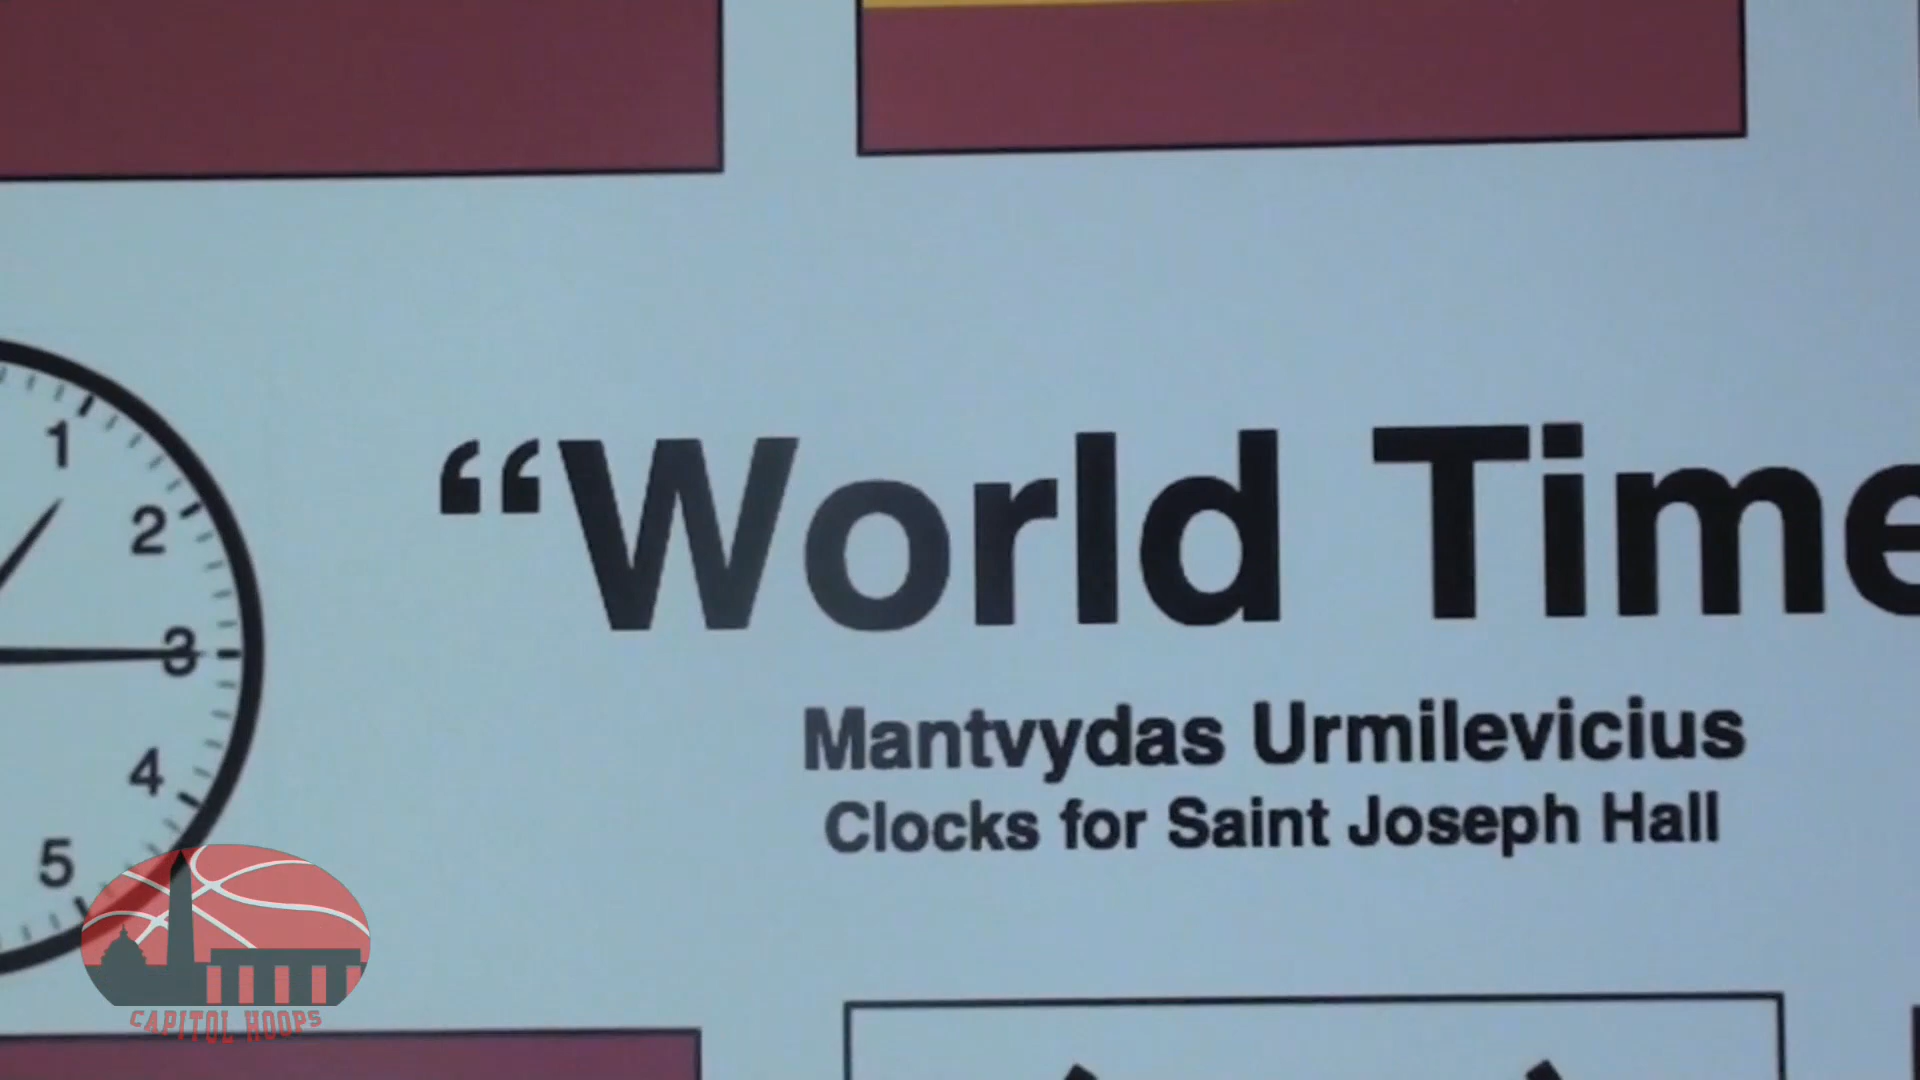 1
2
3
4
5
“World Time
Mantvydas Urmilevicius
Clocks for Saint Joseph Hall
CAPITOL HOOPS